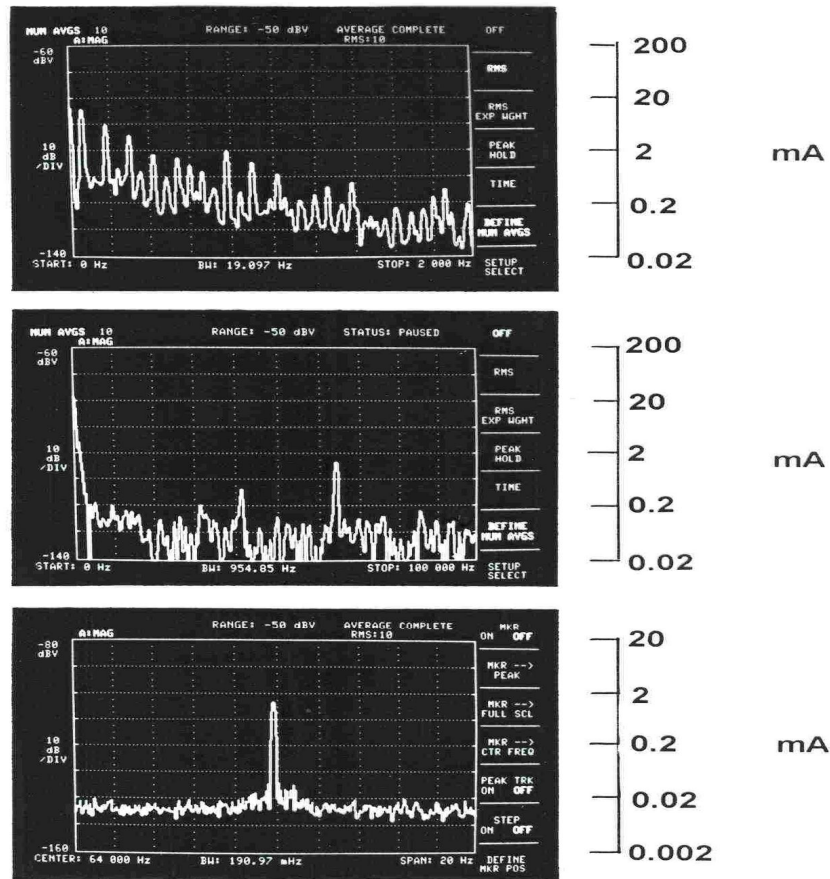 NUM AVGS 10 RANGE: -50 dBV AVERAGE COMPLETE OFF
A:MAG RMS:10
-60
dBV
RMS
RMS
EXP WGHT
10
dB
/DIV
PEAK
HOLD
TIME
DEFINE
NUM AVGS
-140
START: 0 Hz BW: 19.097 Hz STOP: 2 000 Hz SETUP
SELECT
200
20
2
0.2
0.02
mA
NUM AVGS 10 RANGE: -50 dBV STATUS: PAUSED OFF
A:MAG
-60
dBV
RMS
RMS
EXP WGHT
10
dB
/DIV
PEAK
HOLD
TIME
DEFINE
NUM AVGS
-140
START: 0 Hz BW: 954.85 Hz STOP: 100 000 Hz SETUP
SELECT
200
20
2
0.2
0.02
mA
RANGE: -50 dBV AVERAGE COMPLETE MKR
A:MAG RMS:10 ON OFF
-80
dBV
MKR -->
PEAK
MKR -->
FULL SCL
10
dB
/DIV
MKR -->
CTR FREQ
PEAK TRK
ON OFF
STEP
ON OFF
-160
CENTER: 64 000 Hz BW: 190.97 mHz SPAN: 20 Hz DEFINE
MKR POS
20
2
0.2
0.02
0.002
mA